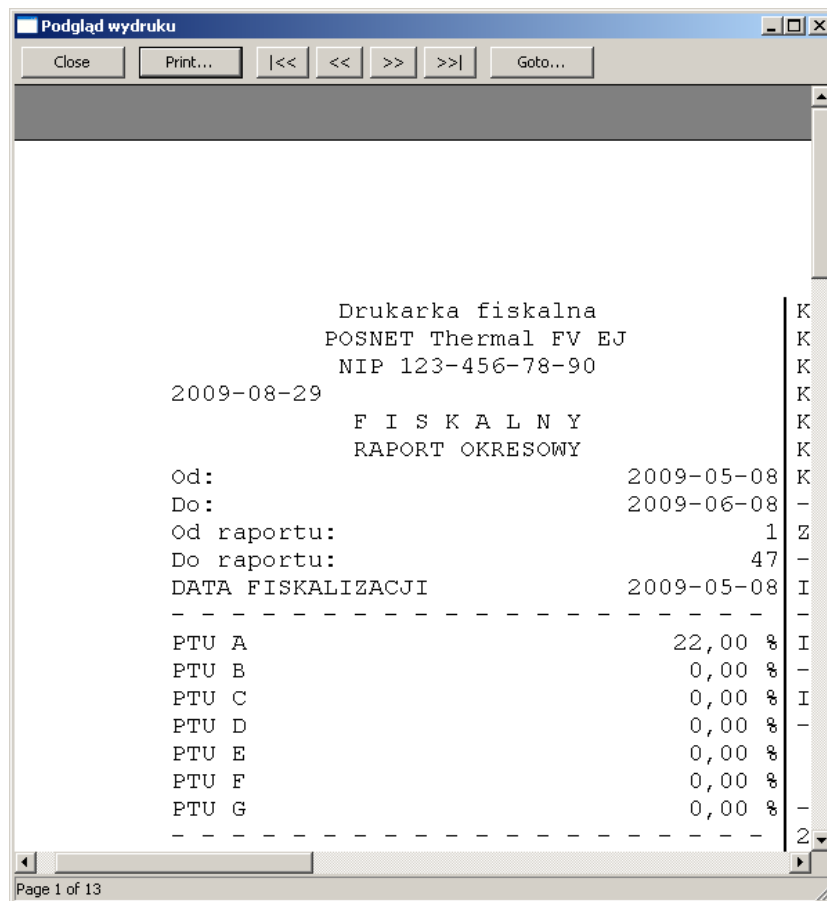 Podgląd wydruku
Close Print... |<< << >> >>| Goto...
Drukarka fiskalna K
POSNET Thermal FV EJ K
NIP 123-456-78-90 K
2009-08-29 K
F I S K A L N Y K
RAPORT OKRESOWY K
Od: 2009-05-08 K
Do: 2009-06-08 -
Od raportu: 1 Z
Do raportu: 47 -
DATA FISKALIZACJI 2009-05-08 I
- - - - - - - - - - - - - - - - - - - - -
PTU A 22,00 % I
PTU B 0,00 % -
PTU C 0,00 % I
PTU D 0,00 % -
PTU E 0,00 %
PTU F 0,00 %
PTU G 0,00 % -
- - - - - - - - - - - - - - - - - - - - 2
Page 1 of 13